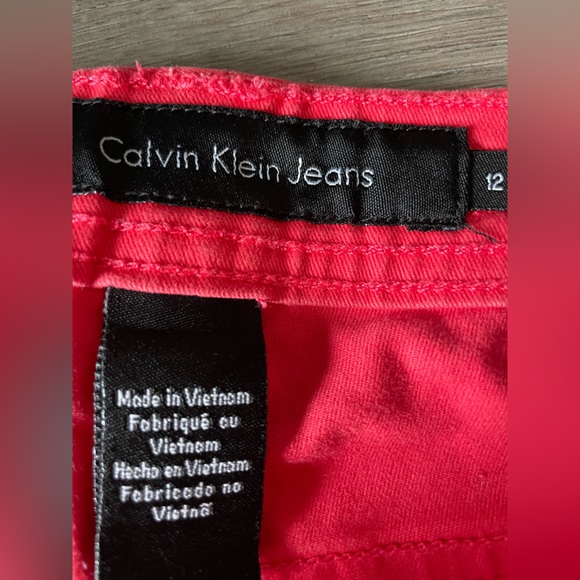 Calvin Klein Jeans
12
Made in Vietnam
Fabriqué au
Vietnam
Hecho en Vietnam
Fabricado no
Vietnã